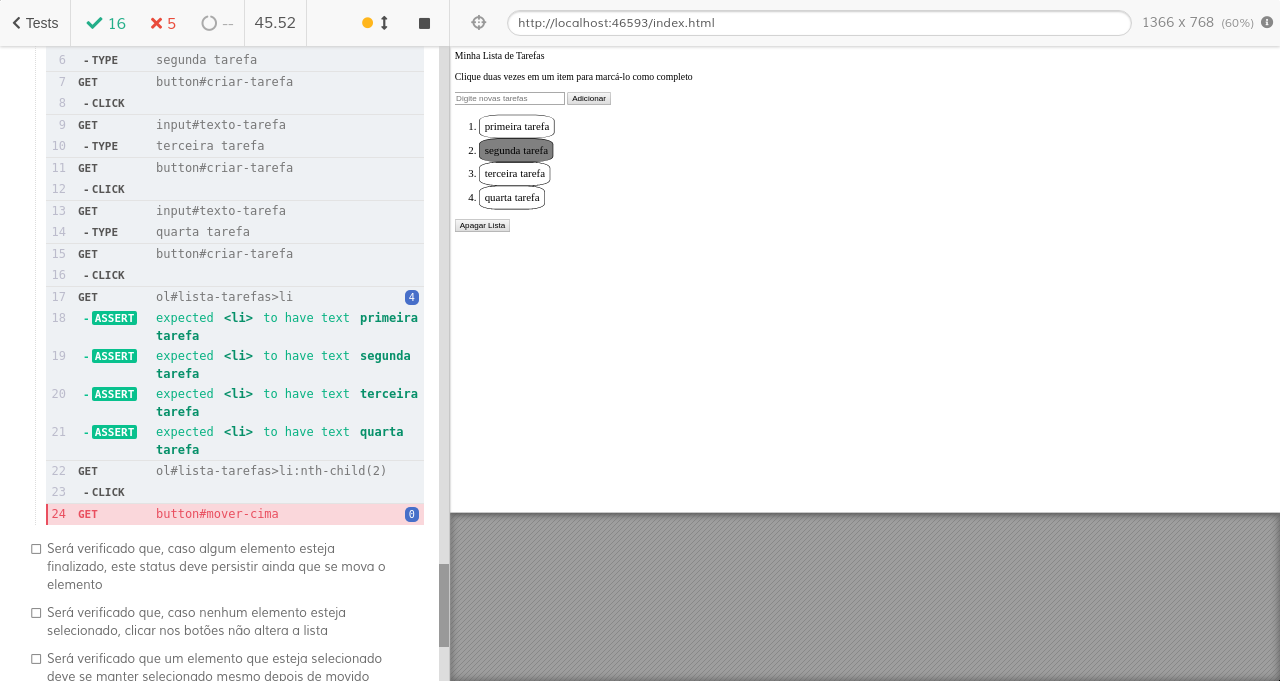 Tests 16 5 -- 45.52
6 -TYPE segunda tarefa
7 GET button#criar-tarefa
8 -CLICK
9 GET input#texto-tarefa
10 -TYPE terceira tarefa
11 GET button#criar-tarefa
12 -CLICK
13 GET input#texto-tarefa
14 -TYPE quarta tarefa
15 GET button#criar-tarefa
16 -CLICK
17 GET ol#lista-tarefas>li 4
18 -ASSERT expected <li> to have text primeira
tarefa
19 -ASSERT expected <li> to have text segunda
tarefa
20 -ASSERT expected <li> to have text terceira
tarefa
21 -ASSERT expected <li> to have text quarta
tarefa
22 GET ol#lista-tarefas>li:nth-child(2)
23 -CLICK
24 GET button#mover-cima 0
Será verificado que, caso algum elemento esteja
finalizado, este status deve persistir ainda que se mova o
elemento
Será verificado que, caso nenhum elemento esteja
selecionado, clicar nos botões não altera a lista
Será verificado que um elemento que esteja selecionado
deve se manter selecionado mesmo depois de movido
http://localhost:46593/index.html 1366 x 768 (60%)
Minha Lista de Tarefas
Clique duas vezes em um item para marcá-lo como completo
Digite novas tarefas Adicionar
1. primeira tarefa
2. segunda tarefa
3. terceira tarefa
4. quarta tarefa
Apagar Lista